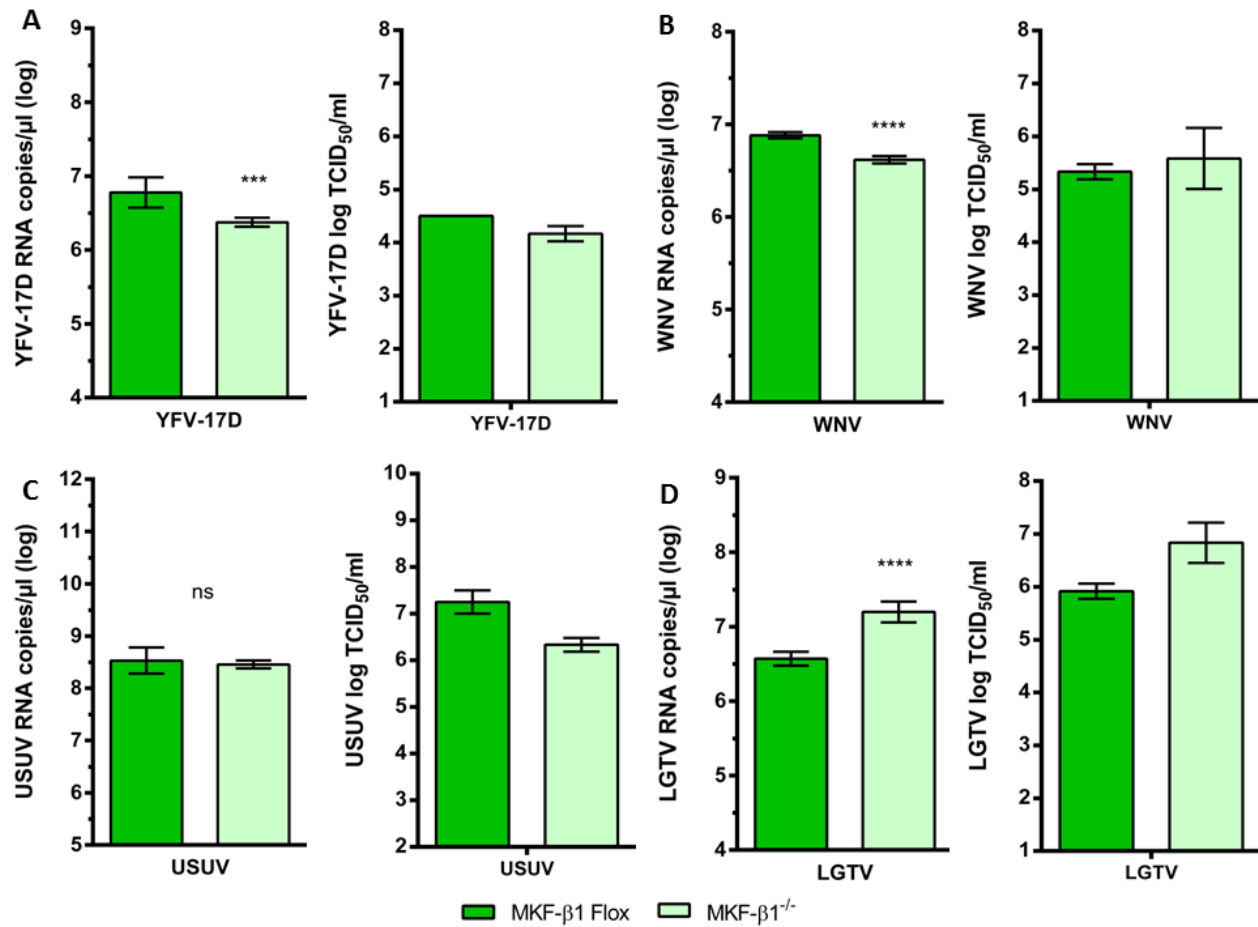 A
YFV-17D RNA copies/µl (log)
9
8
7
6
5
4
***
YFV-17D
YFV-17D log TCID50/ml
8
7
6
5
4
3
2
1
YFV-17D
B
WNV RNA copies/µl (log)
8
7
6
5
4
****
WNV
WNV log TCID50/ml
8
7
6
5
4
3
2
1
WNV
C
USUV RNA copies/µl (log)
12
11
10
9
8
7
6
5
ns
USUV
USUV log TCID50/ml
10
9
8
7
6
5
4
3
2
USUV
D
LGTV RNA copies/µl (log)
9
8
7
6
5
4
****
LGTV
LGTV log TCID50/ml
8
7
6
5
4
3
2
1
LGTV
MKF-β1 Flox
MKF-β1-/-